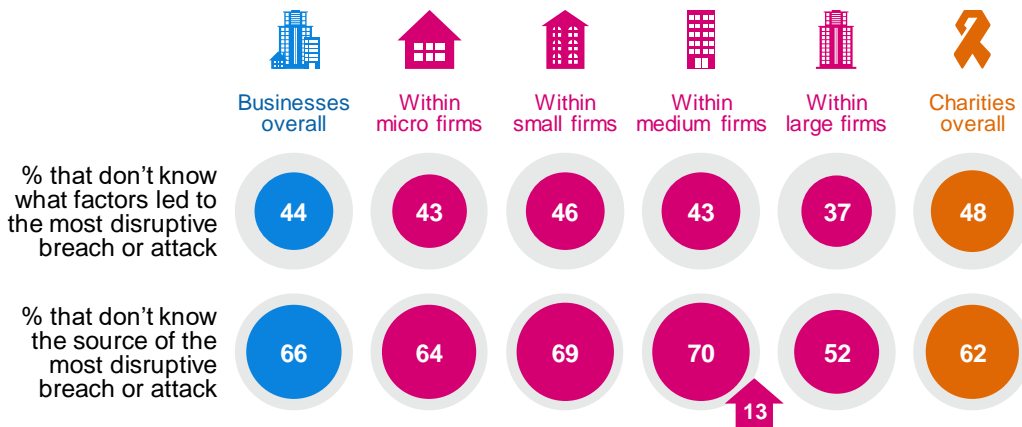 Businesses
overall
Within
micro firms
Within
small firms
Within
medium firms
Within
large firms
Charities
overall
% that don’t know
what factors led to
the most disruptive
breach or attack
44
43
46
43
37
48
% that don’t know
the source of the
most disruptive
breach or attack
66
64
69
70
52
62
13